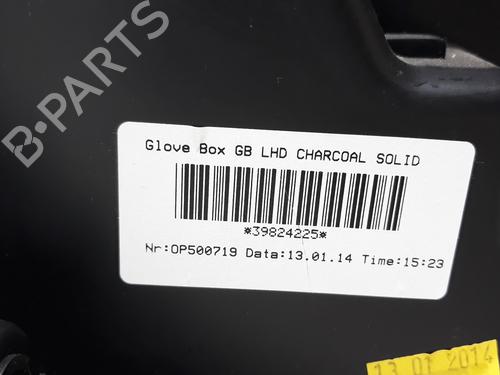 B-PARTS
Glove Box GB LHD CHARCOAL SOLID
*39824225*
Nr:OP500719 Data:13.01.14 Time:15:23
13 01 2014